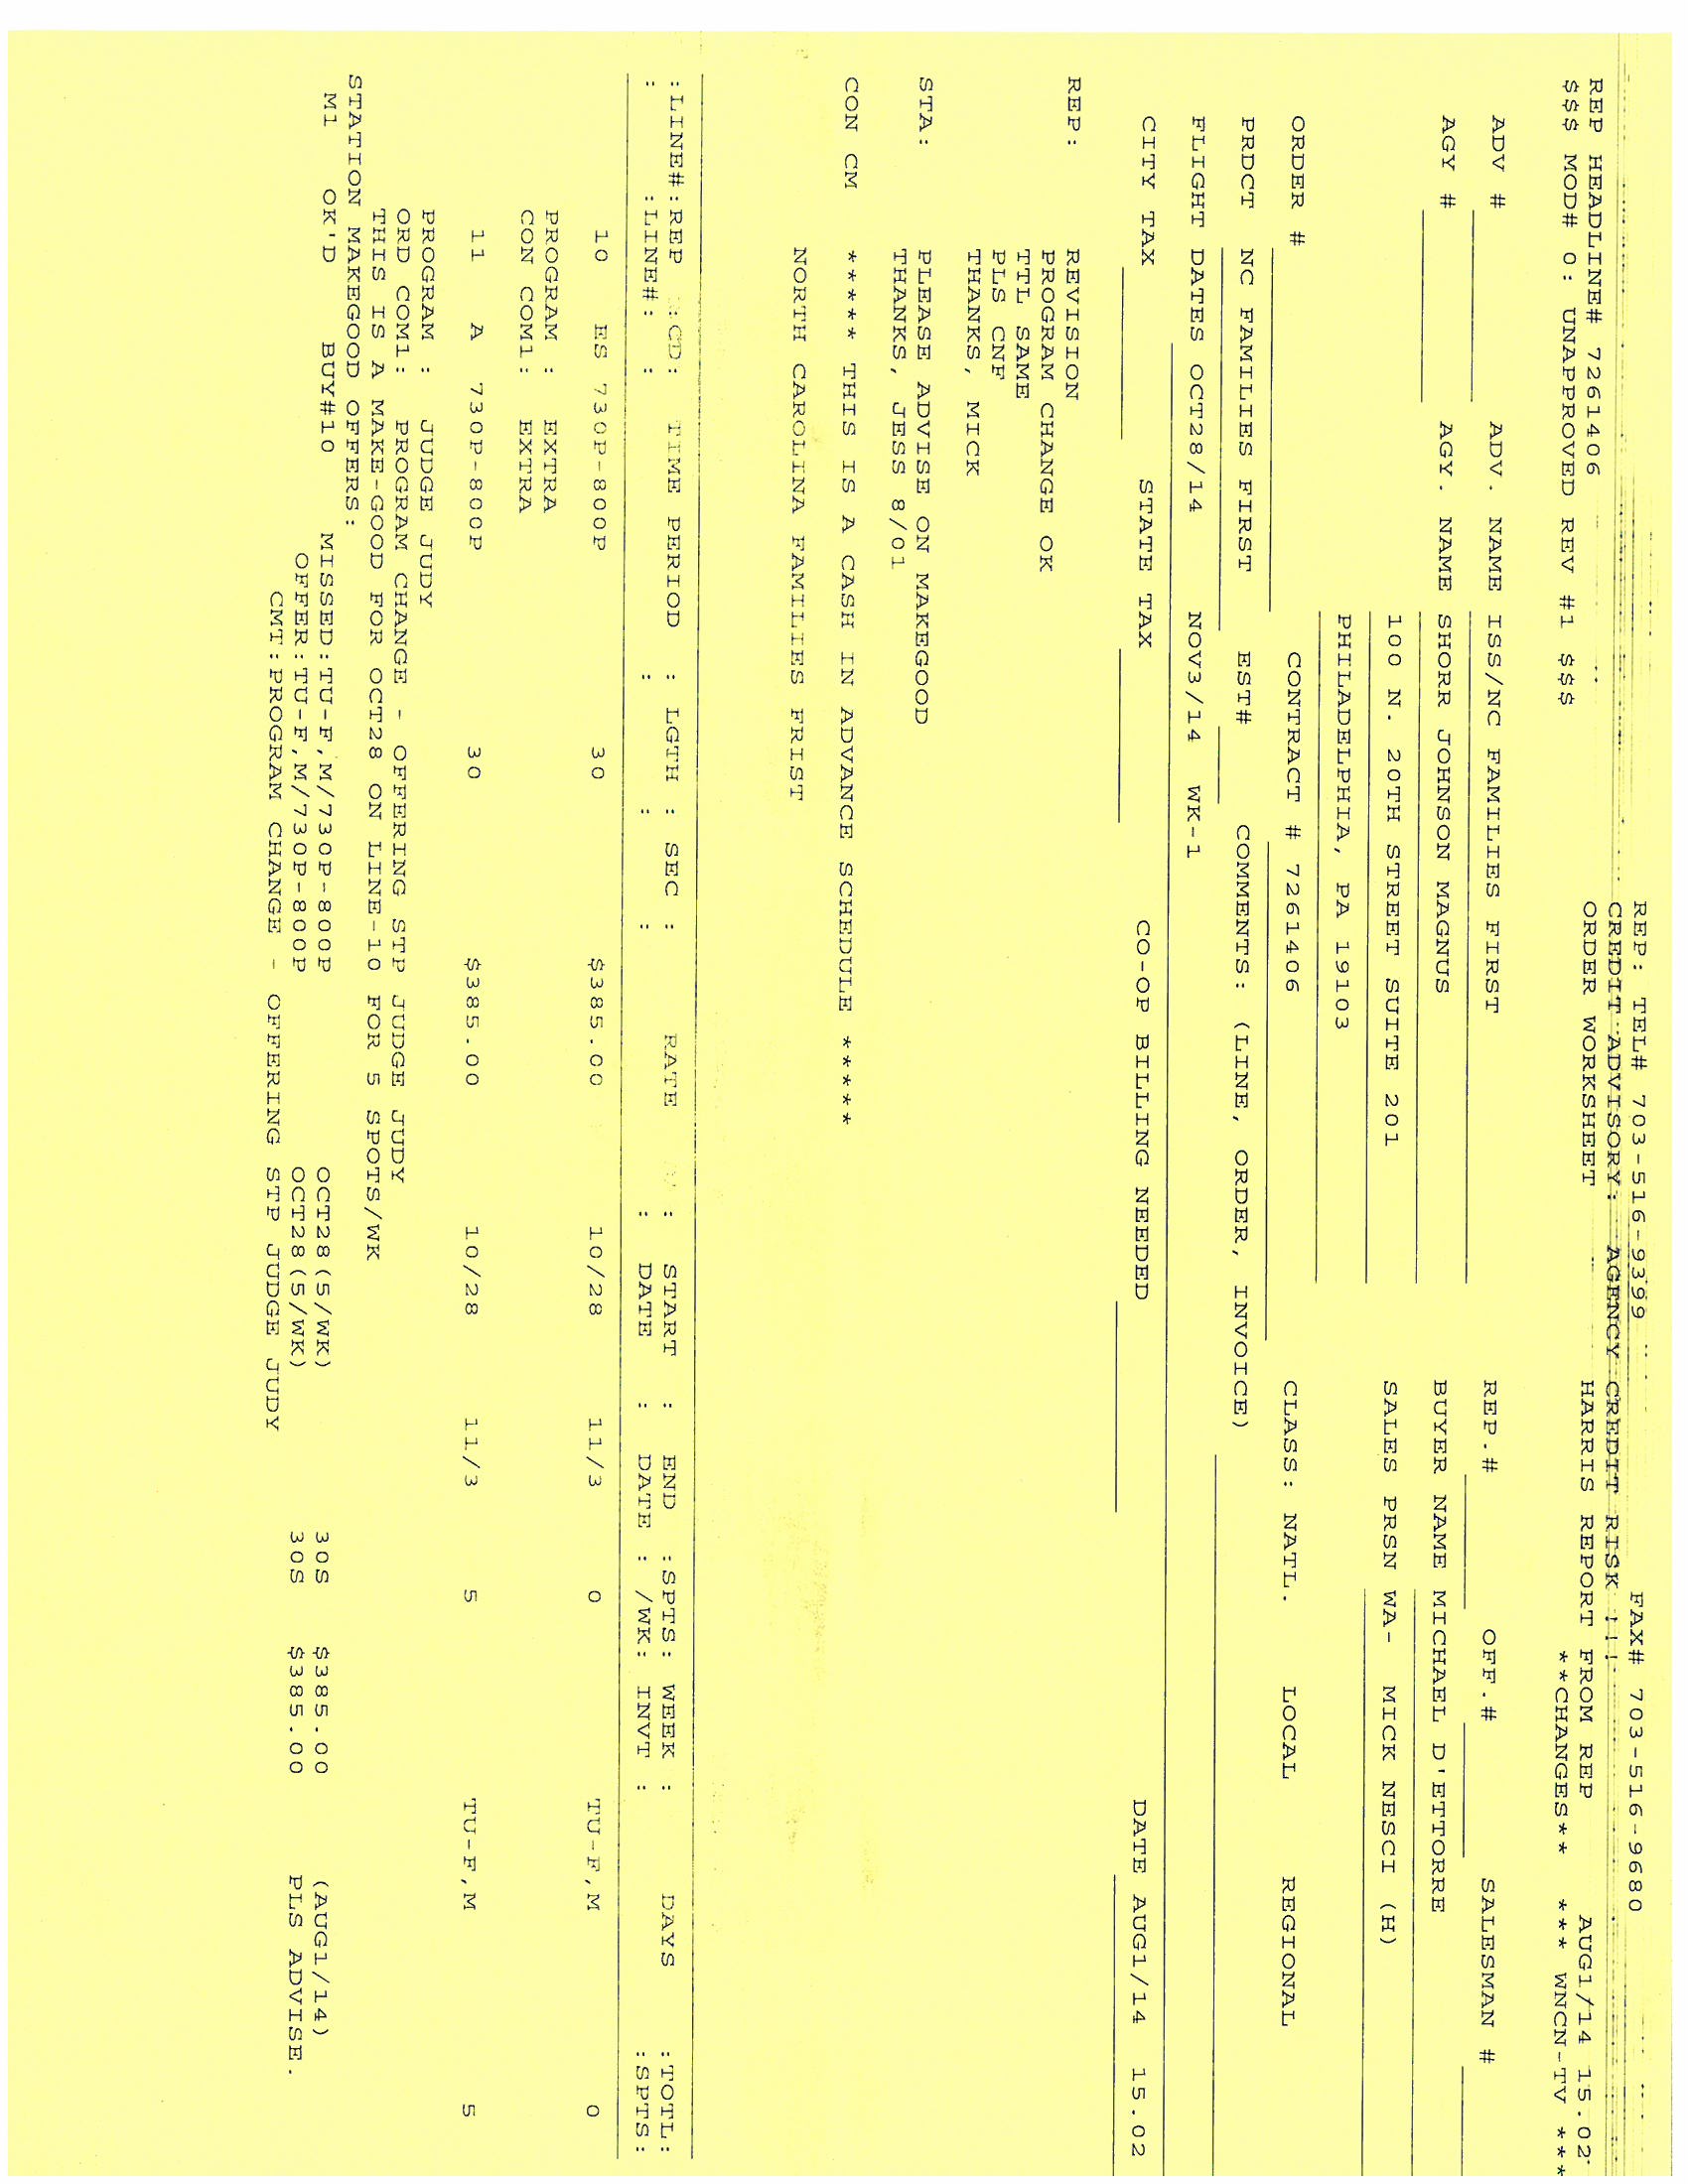 REP: TEL# 703-516-9399 FAX# 703-516-9680
CREDIT ADVISORY: AGENCY CREDIT RISK !!!
REP HEADLINE# 7261406 ORDER WORKSHEET HARRIS REPORT FROM REP AUG1/14 15.02
$$$ MOD# 0: UNAPPROVED REV #1 $$$ **CHANGES** *** WNCN-TV ***
ADV # ADV. NAME ISS/NC FAMILIES FIRST REP.# OFF.# SALESMAN #
AGY # AGY. NAME SHORR JOHNSON MAGNUS BUYER NAME MICHAEL D'ETTORRE
100 N. 20TH STREET SUITE 201 SALES PRSN WA- MICK NESCI (H)
PHILADELPHIA, PA 19103
ORDER # CONTRACT # 7261406 CLASS: NATL. LOCAL REGIONAL
PRDCT NC FAMILIES FIRST EST# COMMENTS: (LINE, ORDER, INVOICE)
FLIGHT DATES OCT28/14 NOV3/14 WK-1
CITY TAX STATE TAX CO-OP BILLING NEEDED DATE AUG1/14 15.02
REP: REVISION
PROGRAM CHANGE OK
TTL SAME
PLS CNF
THANKS, MICK
STA: PLEASE ADVISE ON MAKEGOOD
THANKS, JESS 8/01
CON CM ***** THIS IS A CASH IN ADVANCE SCHEDULE *****
NORTH CAROLINA FAMILIES FRIST
:LINE#:REP :CD: TIME PERIOD : LGTH : SEC : RATE : START : END :SPTS: WEEK : DAYS :TOTL:
: :LINE#: : : : : : DATE : DATE : /WK: INVT : :SPTS:
10 ES 730P-800P 30 $385.00 10/28 11/3 0 TU-F,M 0
PROGRAM : EXTRA
CON COM1: EXTRA
11 A 730P-800P 30 $385.00 10/28 11/3 5 TU-F,M 5
PROGRAM : JUDGE JUDY
ORD COM1: PROGRAM CHANGE - OFFERING STP JUDGE JUDY
THIS IS A MAKE-GOOD FOR OCT28 ON LINE-10 FOR 5 SPOTS/WK
STATION MAKEGOOD OFFERS:
M1 OK'D BUY#10 MISSED:TU-F,M/730P-800P OCT28(5/WK) 30S $385.00 (AUG1/14)
OFFER:TU-F,M/730P-800P OCT28(5/WK) 30S $385.00 PLS ADVISE.
CMT:PROGRAM CHANGE - OFFERING STP JUDGE JUDY